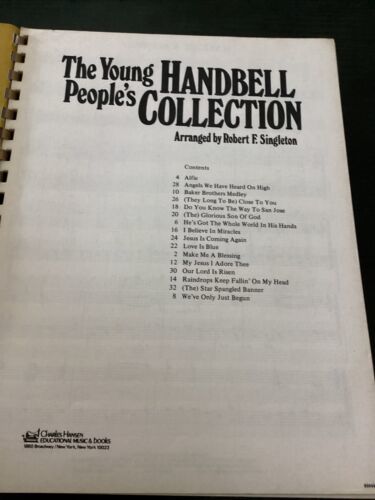 The Young HANDBELL
People's COLLECTION
Arranged by Robert F. Singleton
Contents
4 Alfie
28 Angels We Have Heard On High
10 Baker Brothers Medley
26 (They Long To Be) Close To You
18 Do You Know The Way To San Jose
20 (The) Glorious Son Of God
6 He's Got The Whole World In His Hands
16 I Believe In Miracles
24 Jesus Is Coming Again
22 Love Is Blue
2 Make Me A Blessing
12 My Jesus I Adore Thee
30 Our Lord Is Risen
14 Raindrops Keep Fallin' On My Head
32 (The) Star Spangled Banner
8 We've Only Just Begun
CHARLES HANSEN
EDUCATIONAL MUSIC & books
1860 Broadway / New York, New York 10023